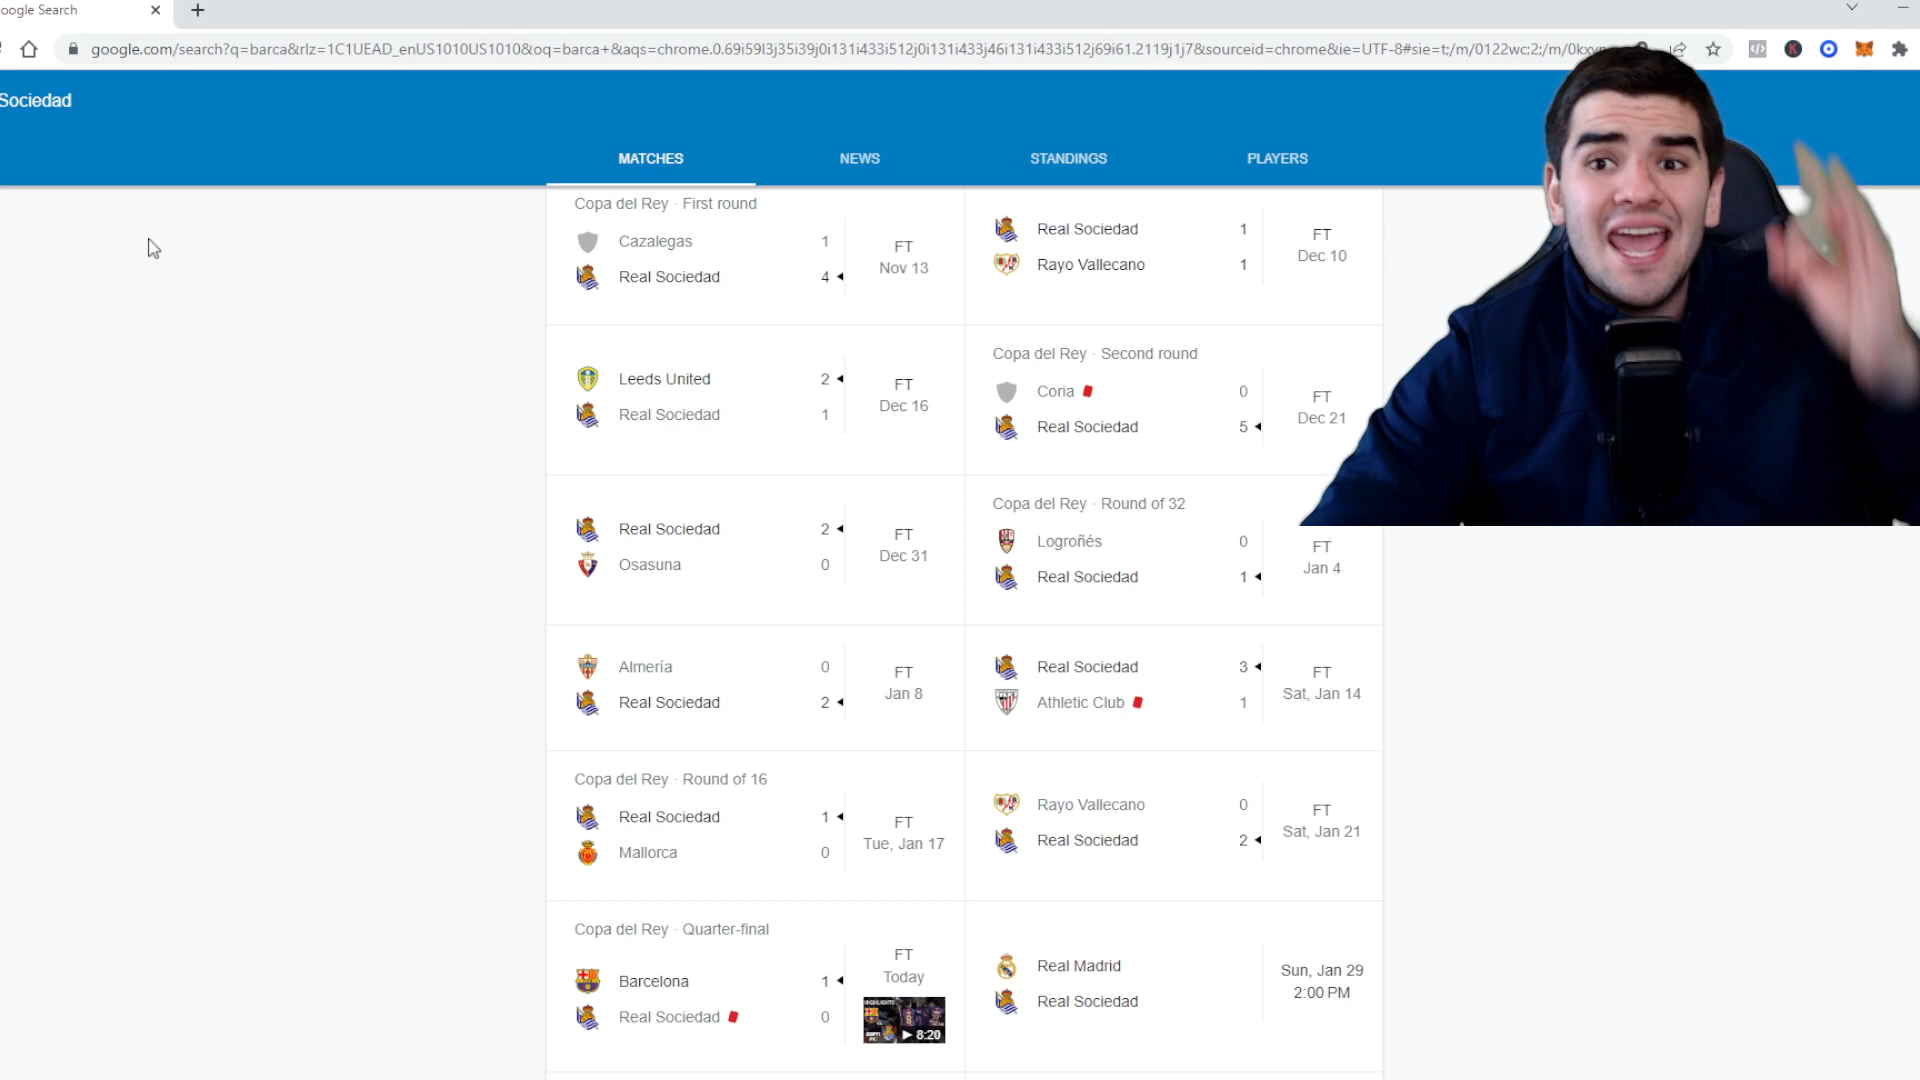 oogle Search
google.com/search?q=barca&rlz=1C1UEAD_enUS1010US1010&oq=barca+&aqs=chrome.0.69i59l3j35i39j0i131i433i512j0i131i433j46i131i433i512j69i61.2119j1j7&sourceid=chrome&ie=UTF-8#sie=t;/m/0122wc;2;/m/0kxy
Sociedad
MATCHES NEWS STANDINGS PLAYERS
Copa del Rey · First round
Cazalegas 1
Real Sociedad 4
FT
Nov 13
Real Sociedad 1
Rayo Vallecano 1
FT
Dec 10
Leeds United 2
Real Sociedad 1
FT
Dec 16
Copa del Rey · Second round
Coria 0
Real Sociedad 5
FT
Dec 21
Real Sociedad 2
Osasuna 0
FT
Dec 31
Copa del Rey · Round of 32
Logroñés 0
Real Sociedad 1
FT
Jan 4
Almería 0
Real Sociedad 2
FT
Jan 8
Real Sociedad 3
Athletic Club 1
FT
Sat, Jan 14
Copa del Rey · Round of 16
Real Sociedad 1
Mallorca 0
FT
Tue, Jan 17
Rayo Vallecano 0
Real Sociedad 2
FT
Sat, Jan 21
Copa del Rey · Quarter-final
Barcelona 1
Real Sociedad 0
FT
Today
HIGHLIGHTS
8:20
Real Madrid
Real Sociedad
Sun, Jan 29
2:00 PM